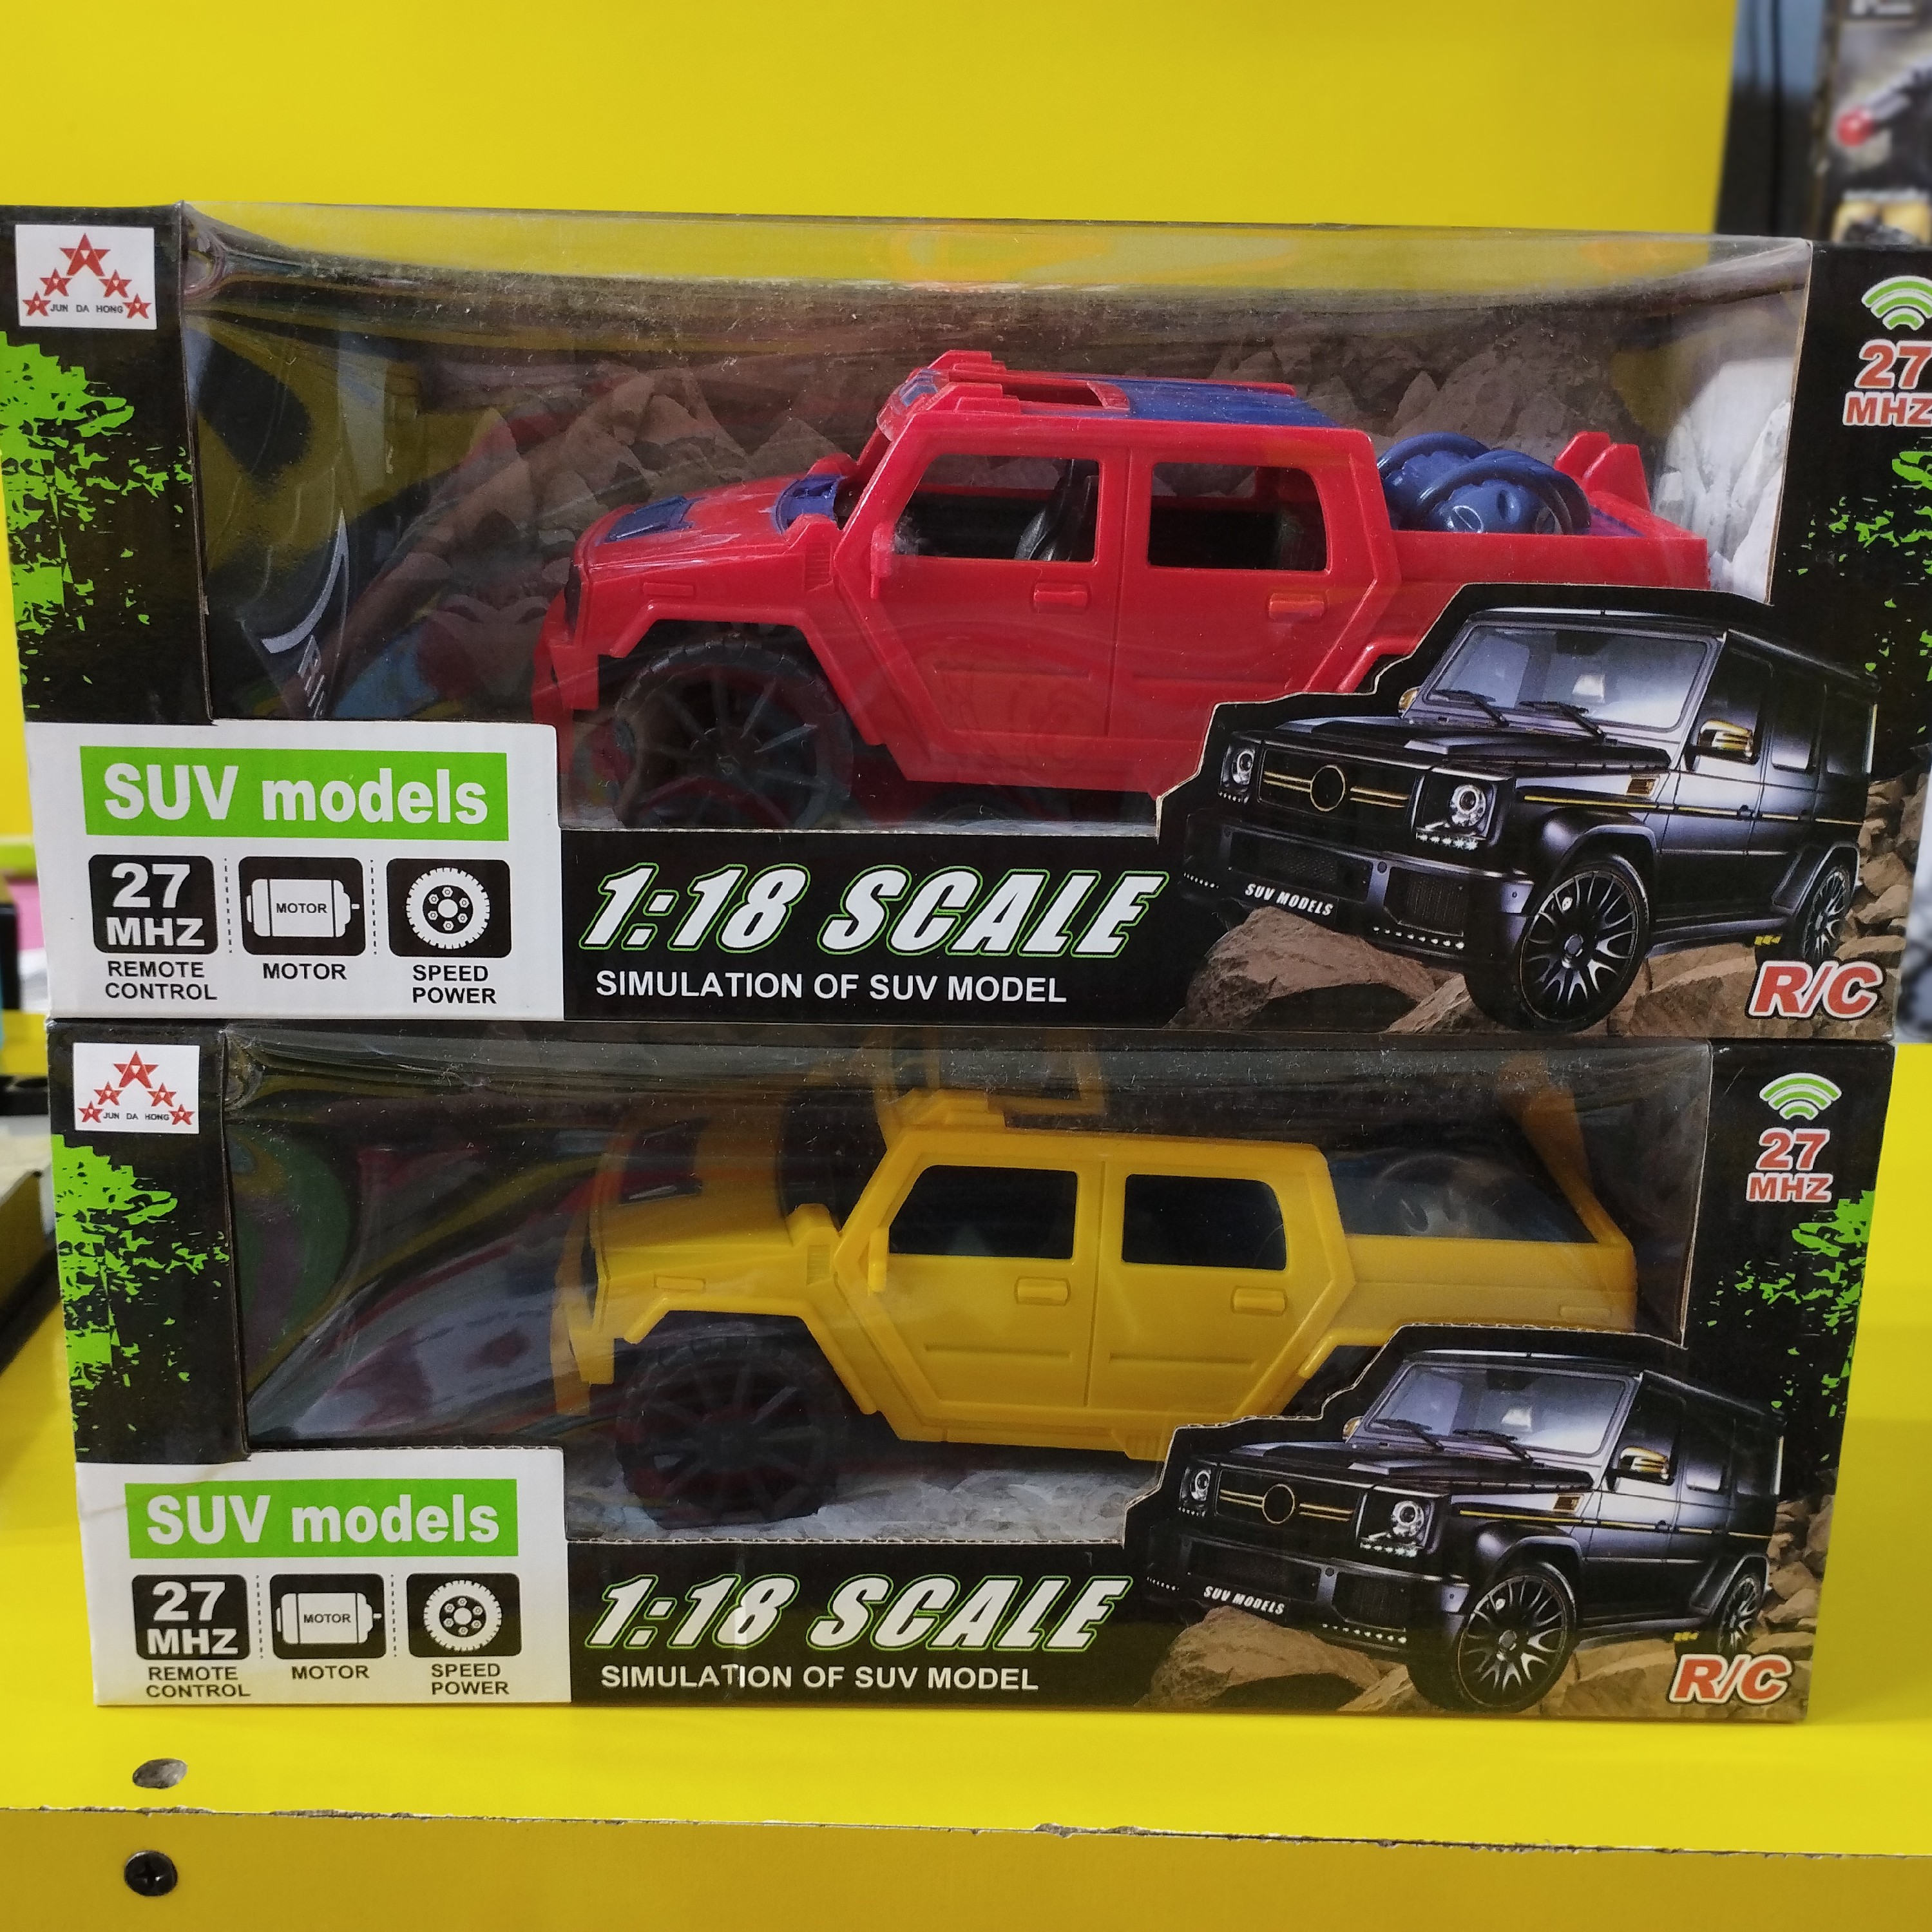 JUN DA HONG
27
MHZ
SUV models
27
MHZ
MOTOR
REMOTE
CONTROL
MOTOR
SPEED
POWER
1:18 SCALE
SIMULATION OF SUV MODEL
SUV MODELS
R/C
JUN DA HONG
27
MHZ
SUV models
27
MHZ
MOTOR
REMOTE
CONTROL
MOTOR
SPEED
POWER
1:18 SCALE
SIMULATION OF SUV MODEL
SUV MODELS
R/C